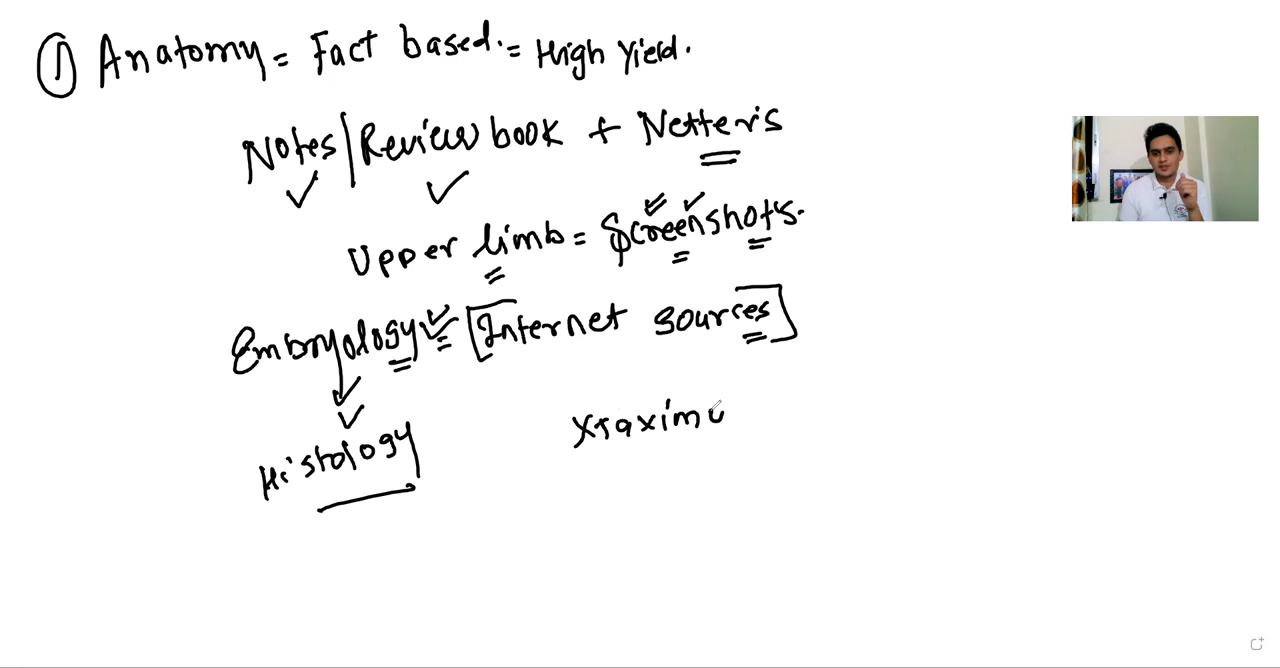 ① Anatomy = Fact based. = High Yield.
Notes/Review book + Netter's
Upper limb = Screenshots.
Embryology = [Internet sources]
Histology